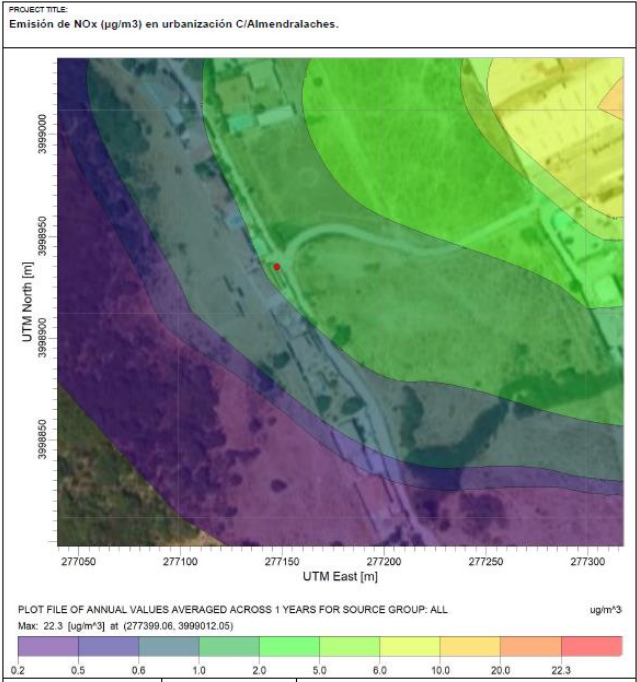 PROJECT TITLE:
Emisión de NOx (µg/m3) en urbanización C/Almendralaches.
UTM North [m]
3999000
3998950
3998900
3998850
277050 277100 277150 277200 277250 277300
UTM East [m]
PLOT FILE OF ANNUAL VALUES AVERAGED ACROSS 1 YEARS FOR SOURCE GROUP: ALL
ug/m^3
Max: 22.3 [ug/m^3] at (277399.06, 3999012.05)
0.2 0.5 0.6 1.0 2.0 5.0 6.0 10.0 20.0 22.3